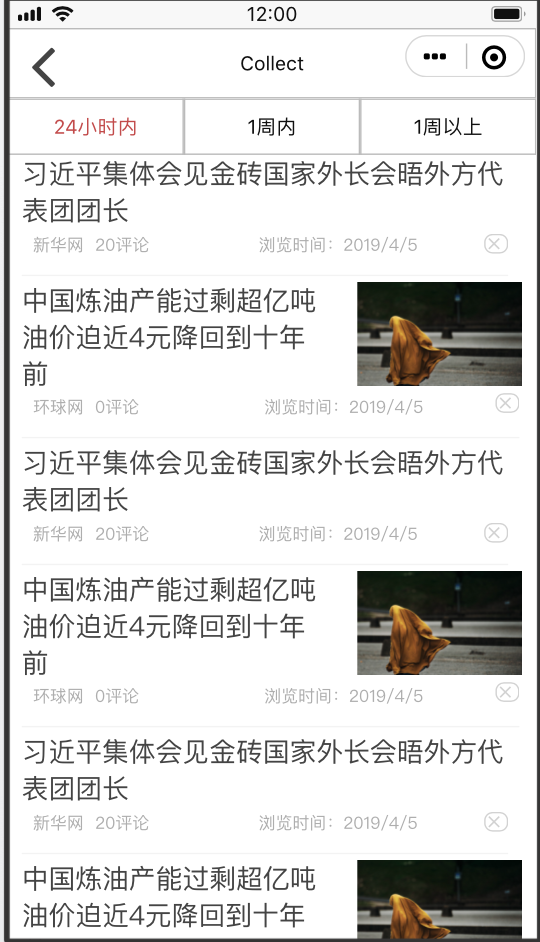 12:00
Collect
24小时内 1周内 1周以上
习近平集体会见金砖国家外长会晤外方代
表团团长
新华网 20评论 浏览时间：2019/4/5
中国炼油产能过剩超亿吨
油价迫近4元降回到十年
前
环球网 0评论 浏览时间：2019/4/5
习近平集体会见金砖国家外长会晤外方代
表团团长
新华网 20评论 浏览时间：2019/4/5
中国炼油产能过剩超亿吨
油价迫近4元降回到十年
前
环球网 0评论 浏览时间：2019/4/5
习近平集体会见金砖国家外长会晤外方代
表团团长
新华网 20评论 浏览时间：2019/4/5
中国炼油产能过剩超亿吨
油价迫近4元降回到十年